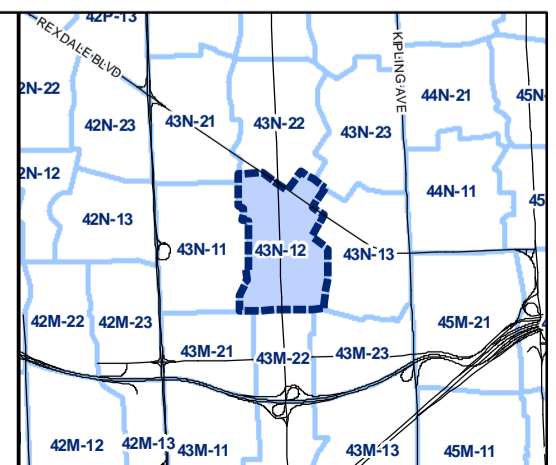 42P-13
REXDALE BLVD
KIPLING AVE
2N-22
44N-21
45N-
42N-23
43N-21
43N-22
43N-23
2N-12
44N-11
45
42N-13
43N-11
43N-12
43N-13
42M-22
42M-23
45M-21
43M-21
43M-22
43M-23
42M-12
42M-13
43M-11
43M-13
45M-11